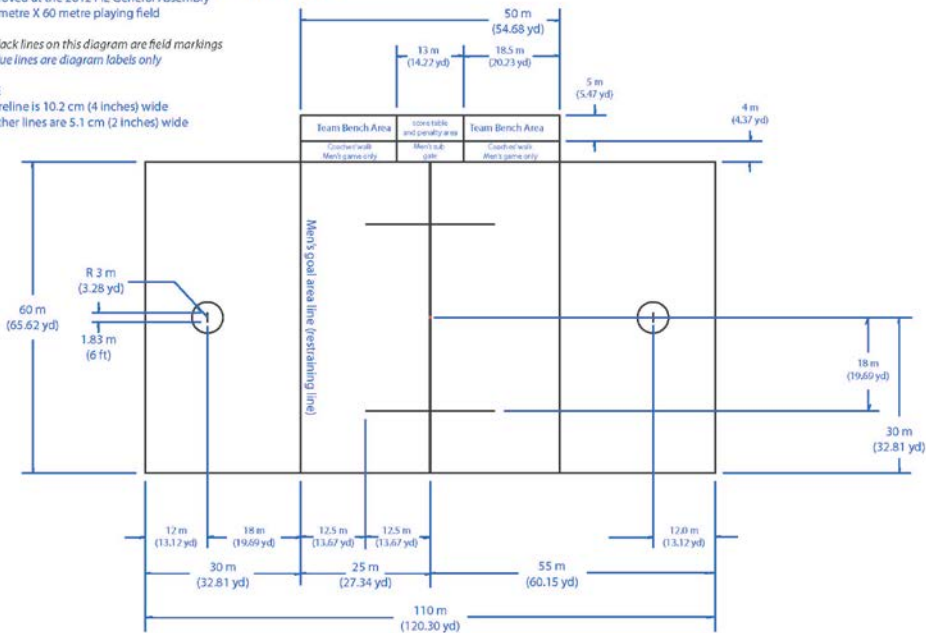 metre X 60 metre playing field
lack lines on this diagram are field markings
ue lines are diagram labels only
reline is 10.2 cm (4 inches) wide
her lines are 5.1 cm (2 inches) wide
50 m
(54.68 yd)
13 m
(14.22 yd)
18.5 m
(20.23 yd)
5 m
(5.47 yd)
4 m
(4.37 yd)
Team Bench Area
score table
and penalty area
Team Bench Area
Coaches' walk
Men's game only
Men's sub
gate
Coaches' walk
Men's game only
Men's goal area line (restraining line)
R 3 m
(3.28 yd)
60 m
(65.62 yd)
1.83 m
(6 ft)
18 m
(19.69 yd)
30 m
(32.81 yd)
12 m
(13.12 yd)
18 m
(19.69 yd)
12.5 m
(13.67 yd)
12.5 m
(13.67 yd)
12.0 m
(13.12 yd)
30 m
(32.81 yd)
25 m
(27.34 yd)
55 m
(60.15 yd)
110 m
(120.30 yd)